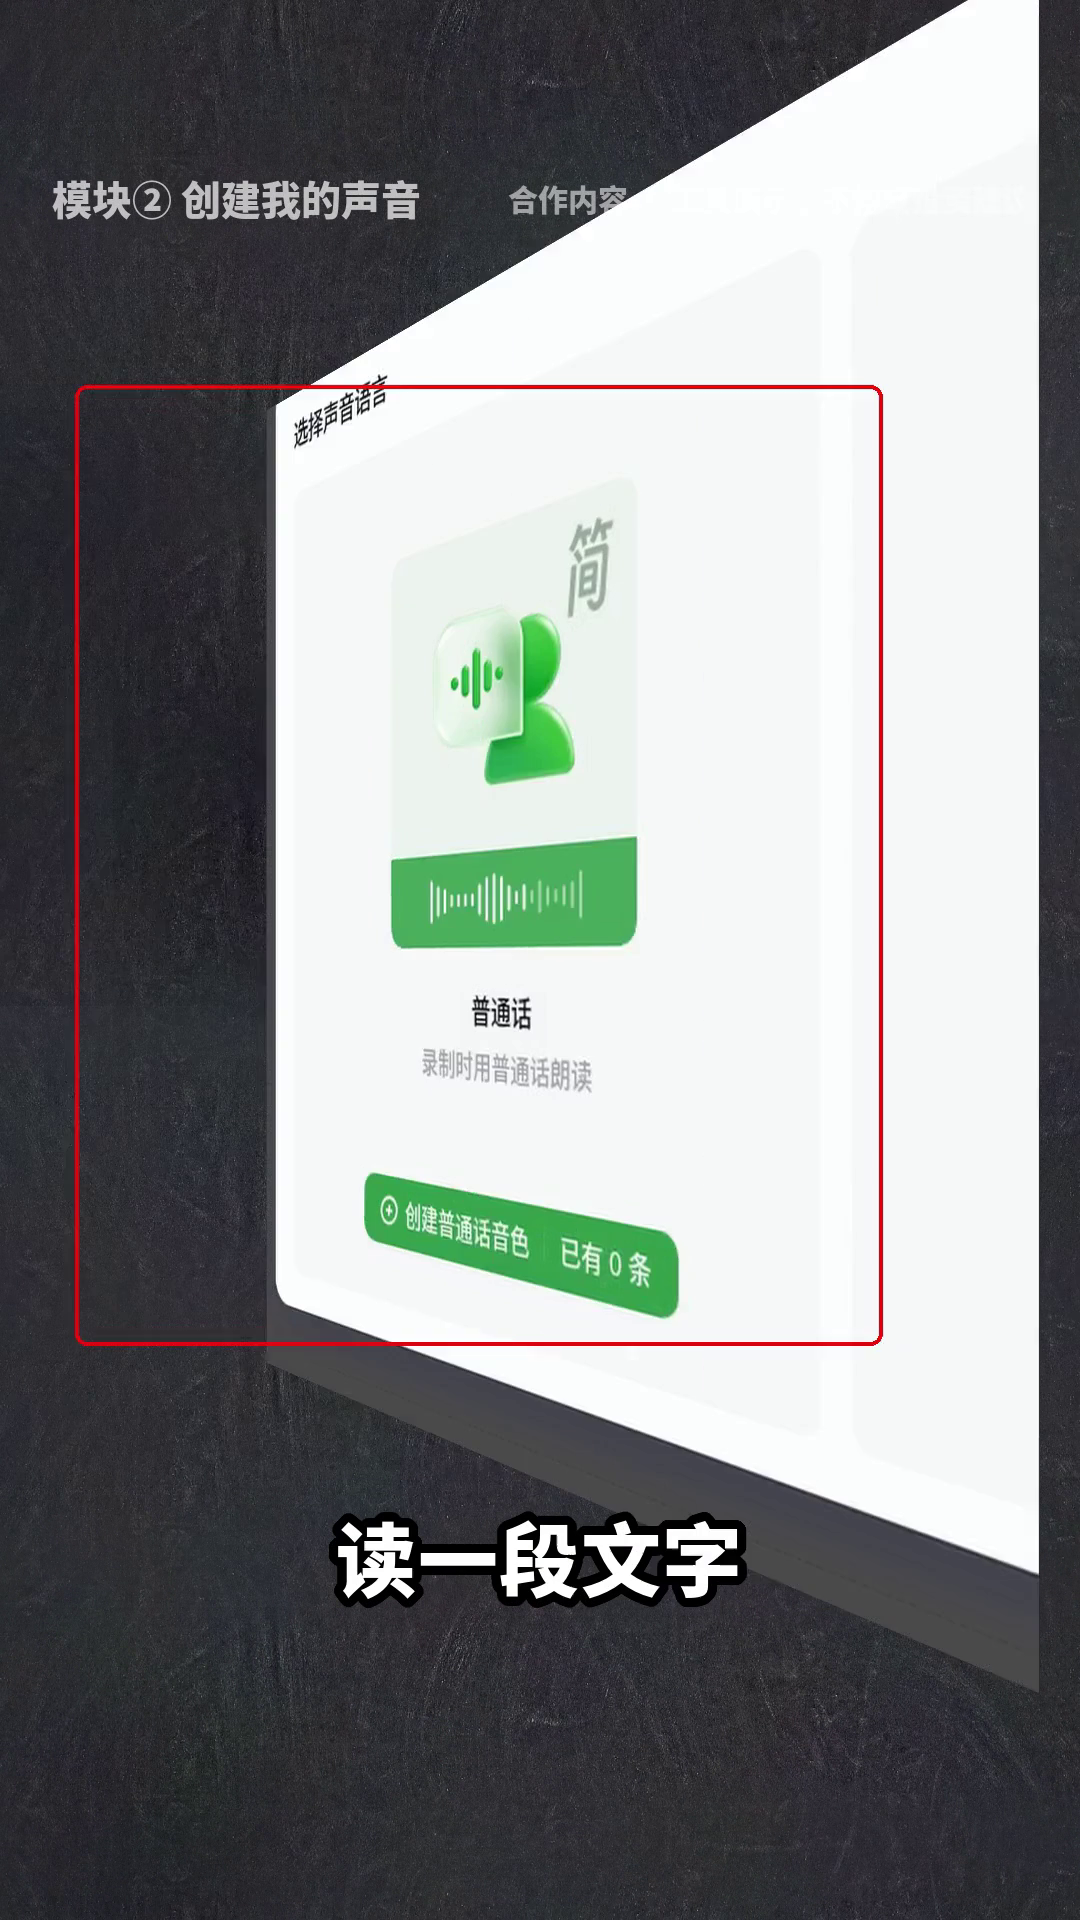 模块② 创建我的声音
合作内容
选择声音语言
简
普通话
录制时用普通话朗读
创建普通话音色 已有 0 条
读一段文字